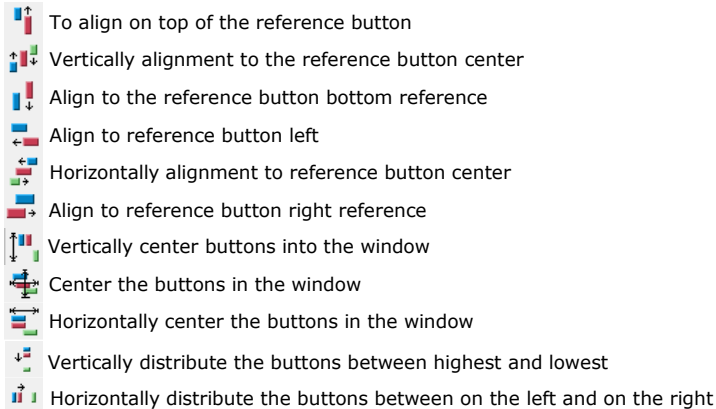 To align on top of the reference button
Vertically alignment to the reference button center
Align to the reference button bottom reference
Align to reference button left
Horizontally alignment to reference button center
Align to reference button right reference
Vertically center buttons into the window
Center the buttons in the window
Horizontally center the buttons in the window
Vertically distribute the buttons between highest and lowest
Horizontally distribute the buttons between on the left and on the right